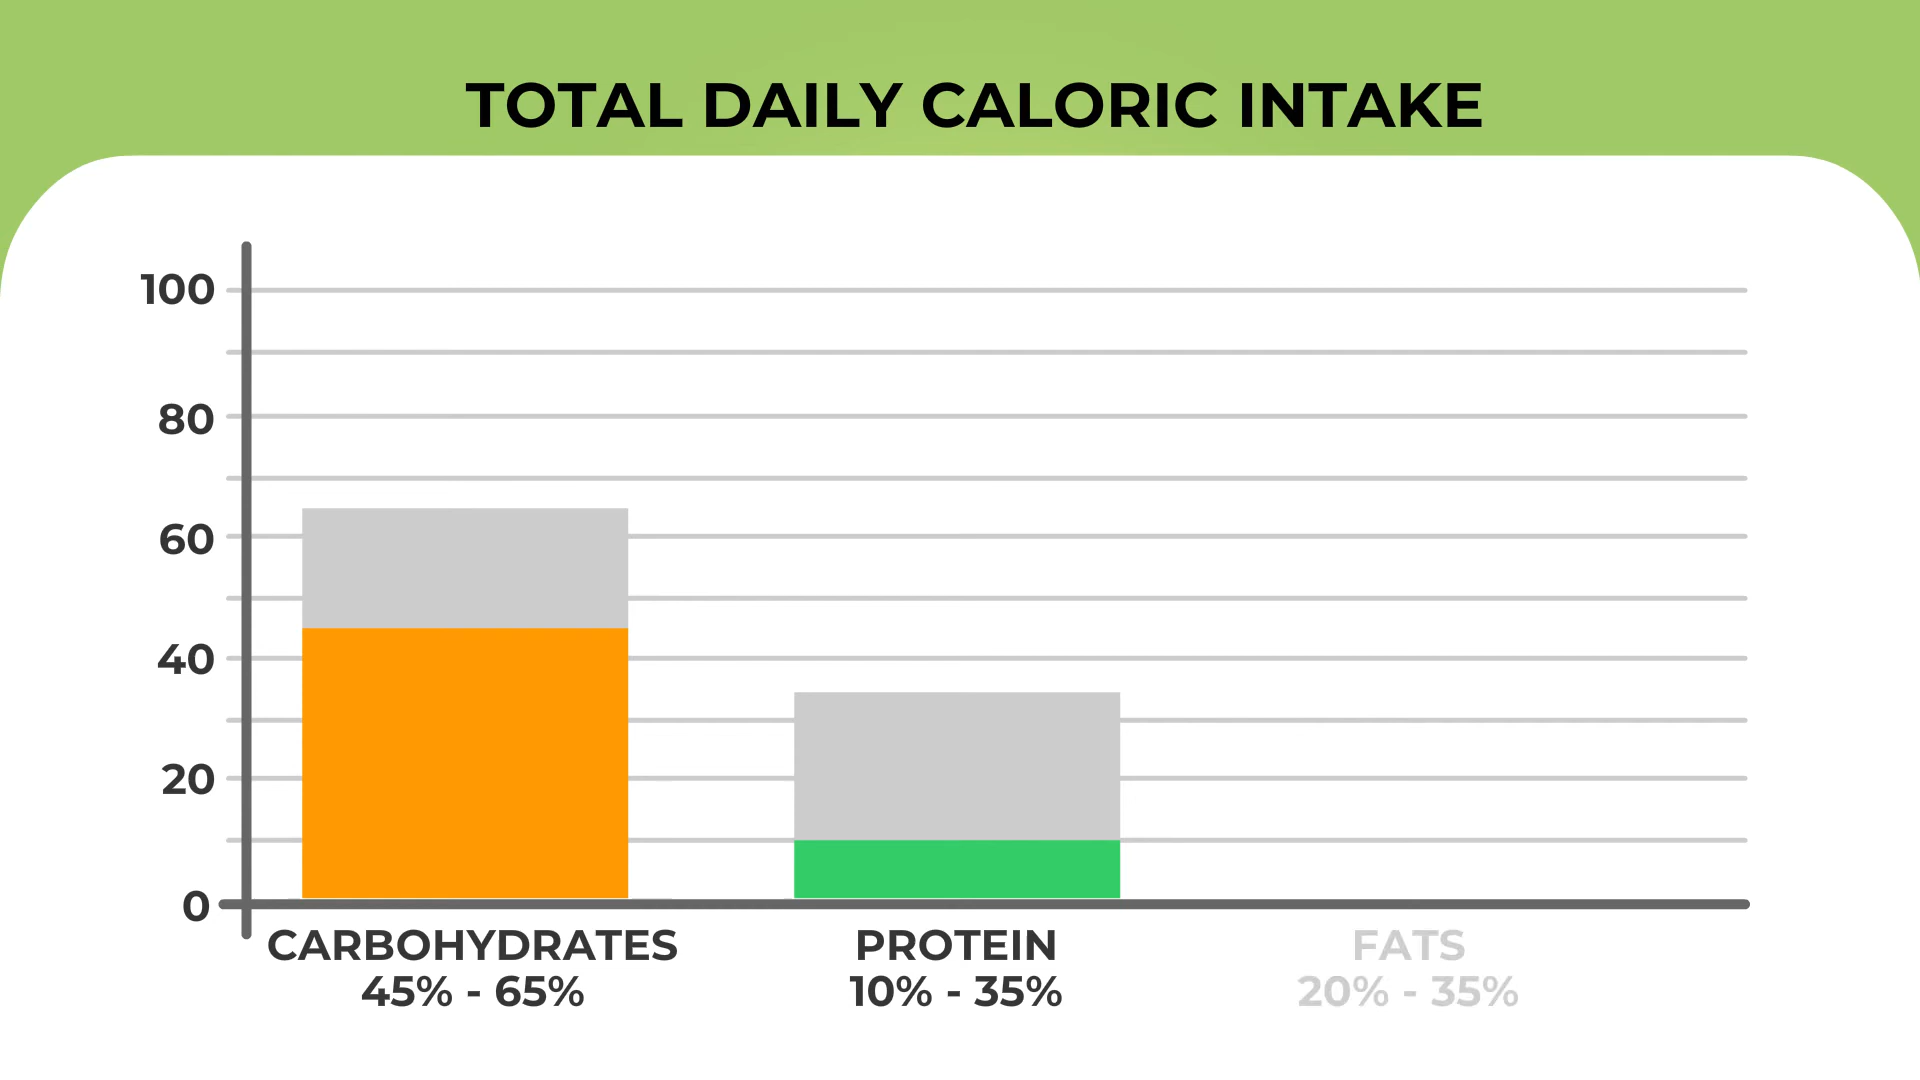 TOTAL DAILY CALORIC INTAKE
100
80
60
40
20
0
CARBOHYDRATES
45% - 65%
PROTEIN
10% - 35%
FATS
20% - 35%